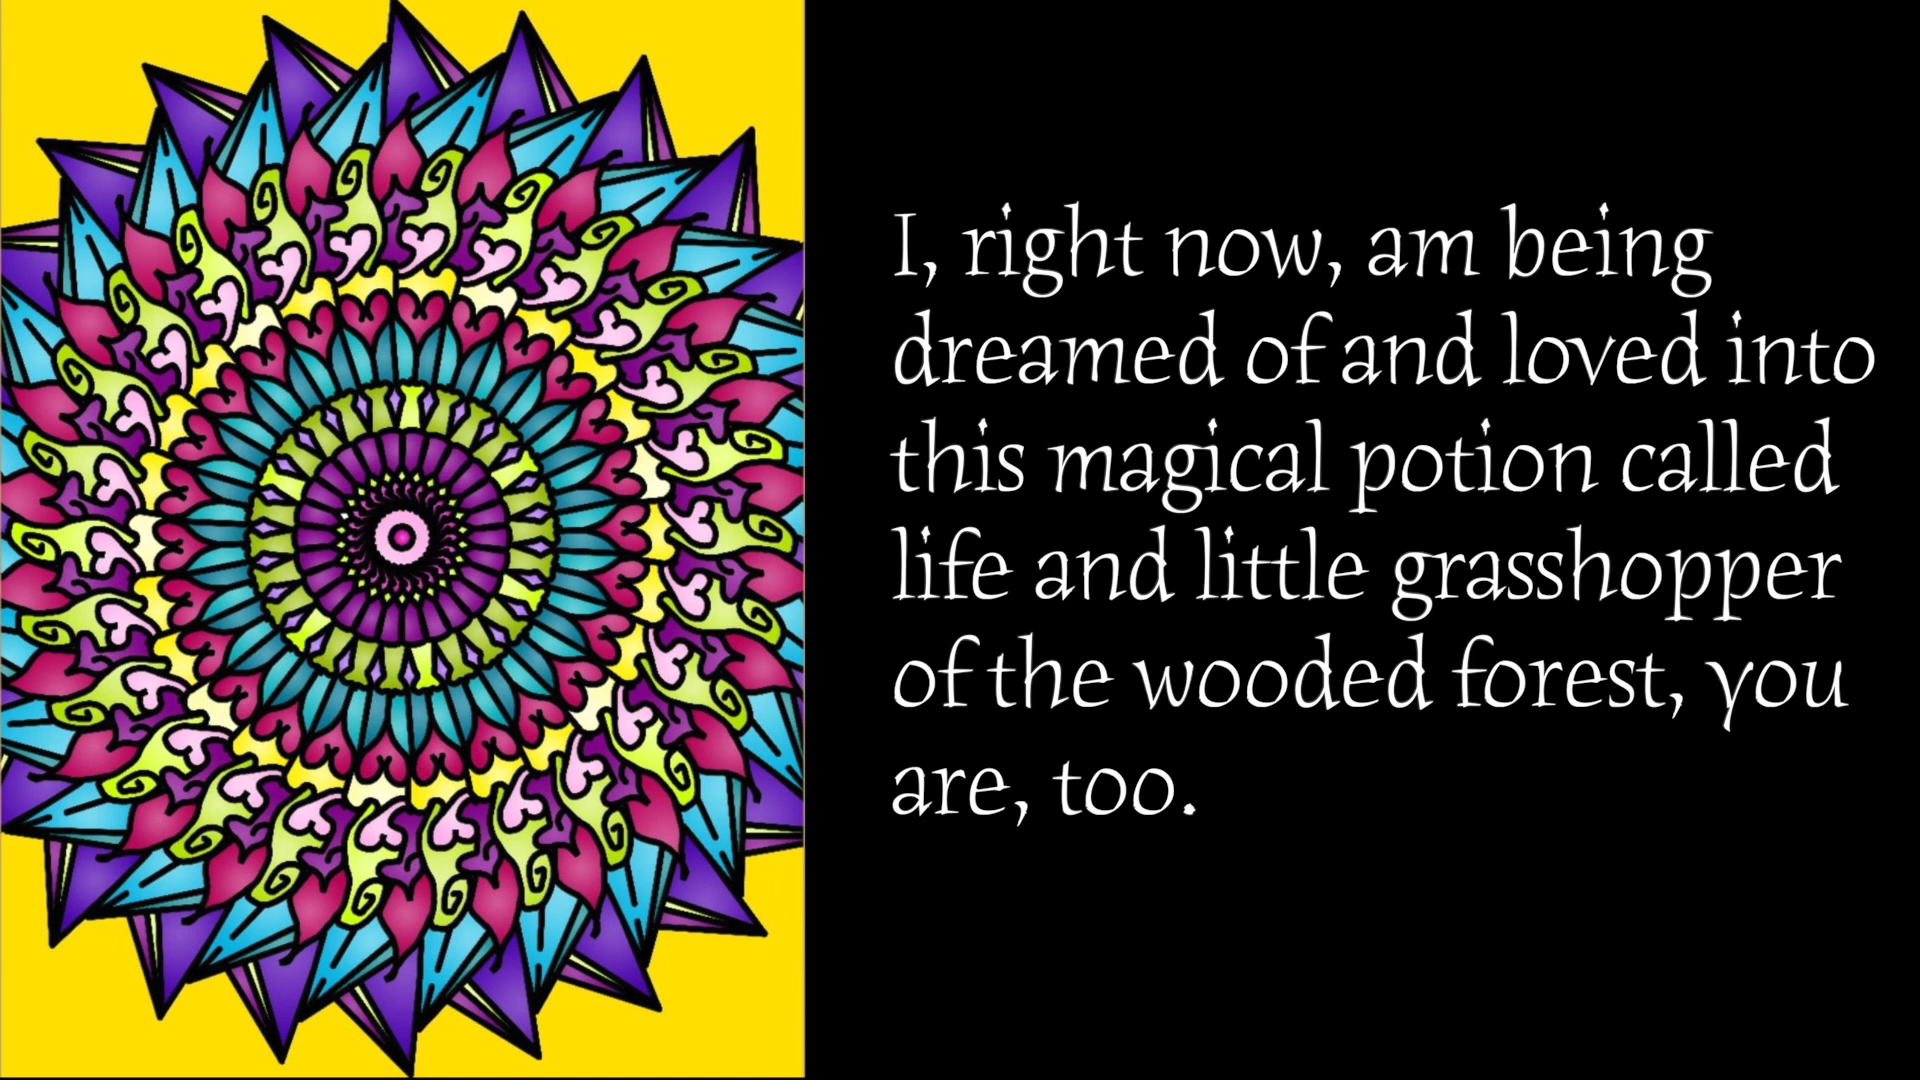 I, right now, am being
dreamed of and loved into
this magical potion called
life and little grasshopper
of the wooded forest, you
are, too.